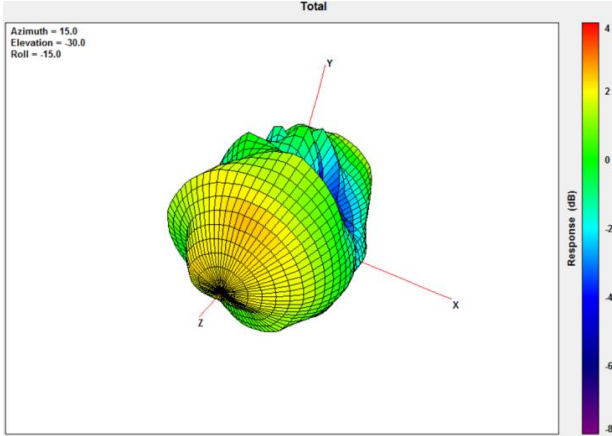 Total
Azimuth = 15.0
Elevation = -30.0
Roll = -15.0
Y
X
Z
4
2
0
-2
-4
-6
-8
Response (dB)